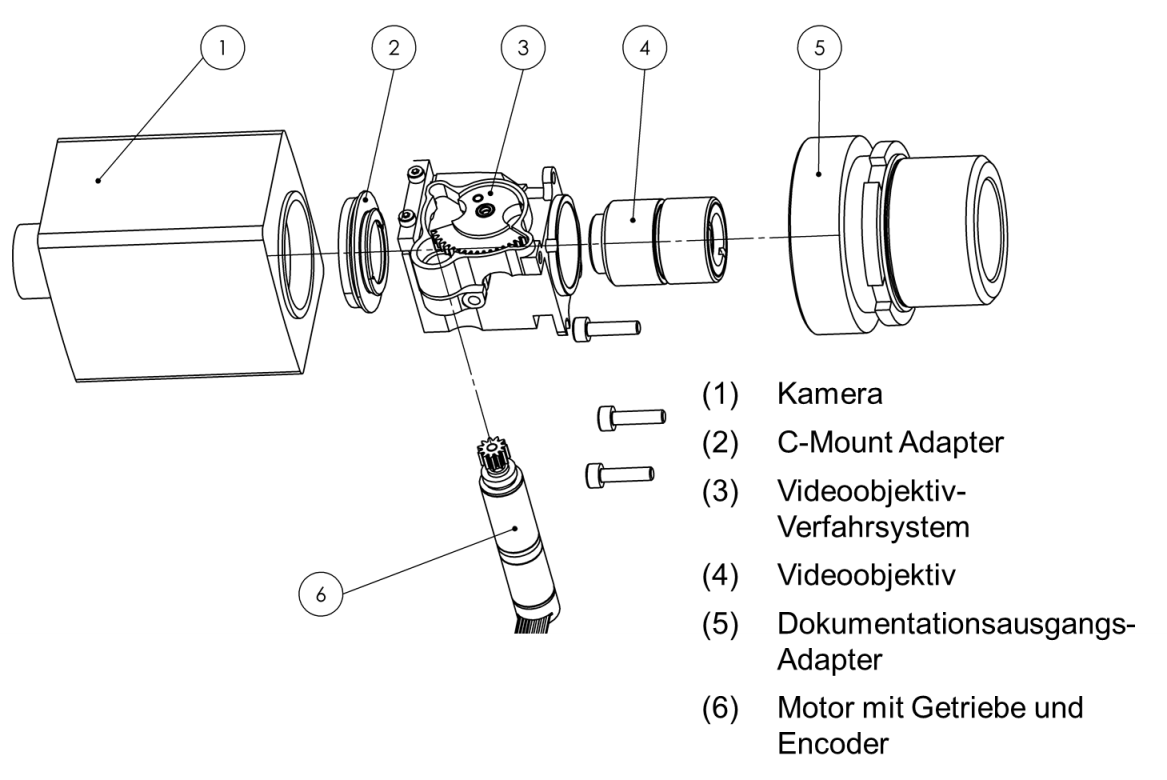 1 2 3 4 5
6
(1) Kamera
(2) C-Mount Adapter
(3) Videoobjektiv-
Verfahrsystem
(4) Videoobjektiv
(5) Dokumentationsausgangs-
Adapter
(6) Motor mit Getriebe und
Encoder